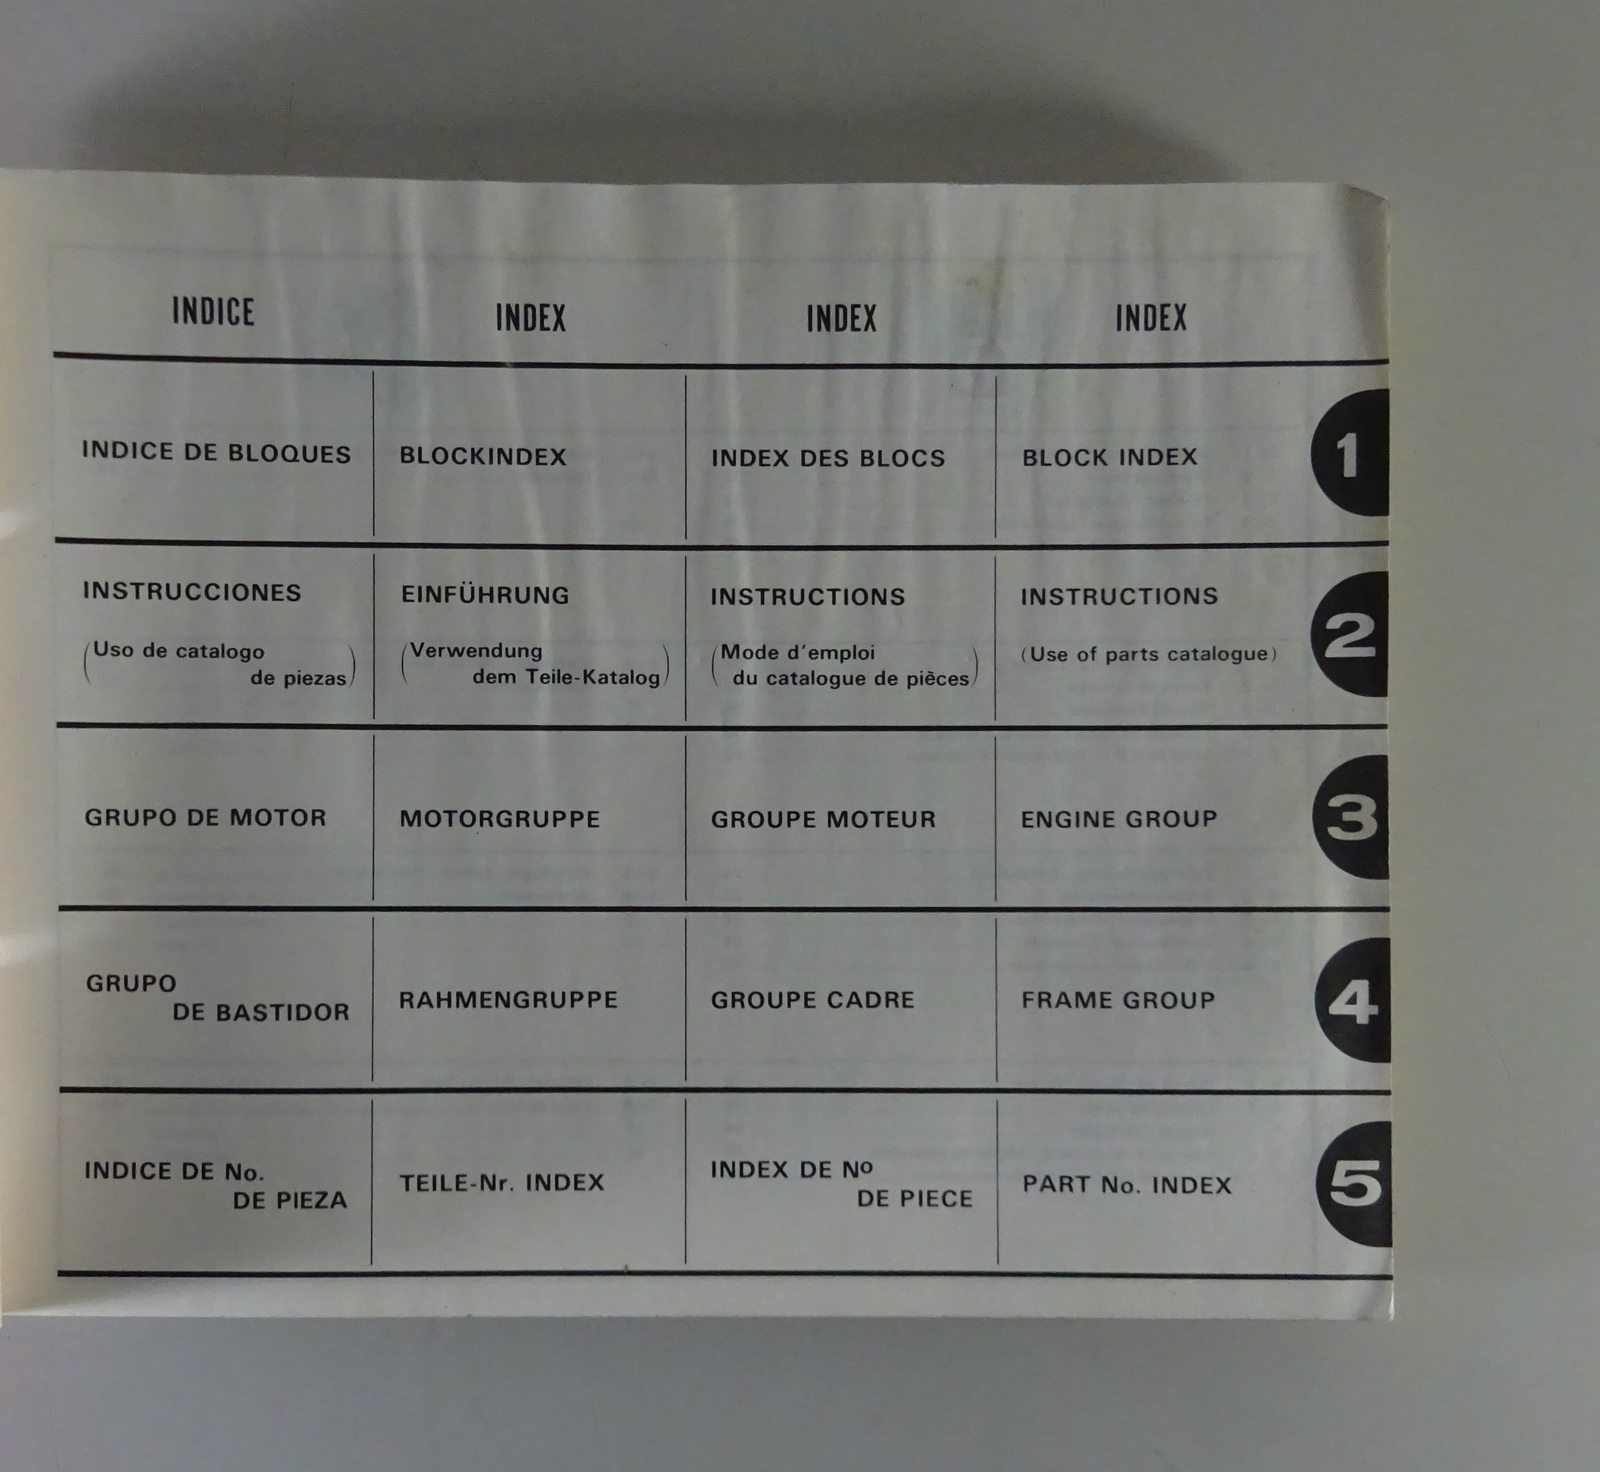 INDICE
INDEX
INDEX
INDEX
INDICE DE BLOQUES
BLOCKINDEX
INDEX DES BLOCS
BLOCK INDEX
1
INSTRUCCIONES
(Uso de catalogo
de piezas)
EINFÜHRUNG
(Verwendung
dem Teile-Katalog)
INSTRUCTIONS
(Mode d'emploi
du catalogue de pièces)
INSTRUCTIONS
(Use of parts catalogue)
2
GRUPO DE MOTOR
MOTORGRUPPE
GROUPE MOTEUR
ENGINE GROUP
3
GRUPO
DE BASTIDOR
RAHMENGRUPPE
GROUPE CADRE
FRAME GROUP
4
INDICE DE No.
DE PIEZA
TEILE-Nr. INDEX
INDEX DE Nº
DE PIECE
PART No. INDEX
5